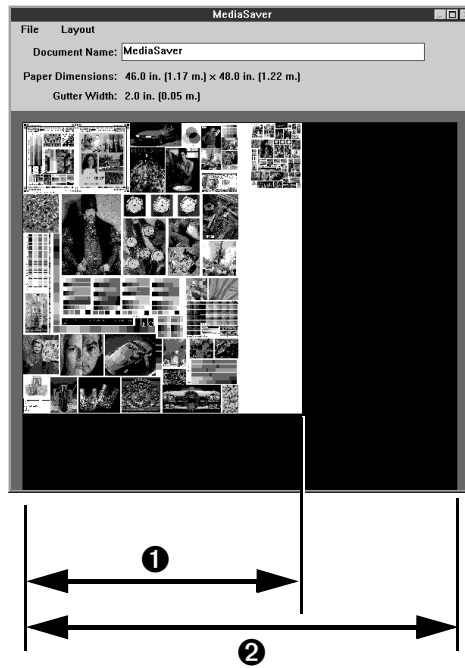 MediaSaver
File Layout
Document Name: MediaSaver
Paper Dimensions: 46.0 in. (1.17 m.) × 48.0 in. (1.22 m.)
Gutter Width: 2.0 in. (0.05 m.)
❶
❷